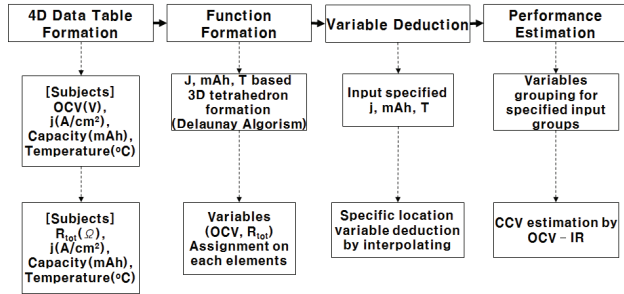 4D Data Table
Formation
Function
Formation
Variable Deduction
Performance
Estimation
[Subjects]
OCV(V),
j(A/cm²),
Capacity(mAh),
Temperature(℃)
J, mAh, T based
3D tetrahedron
formation
(Delaunay Algorism)
Input specified
j, mAh, T
Variables
grouping for
specified input
groups
[Subjects]
Rtot(Ω),
j(A/cm²),
Capacity(mAh)
Temperature(℃)
Variables
(OCV, Rtot)
Assignment on
each elements
Specific location
variable deduction
by interpolating
CCV estimation by
OCV – IR